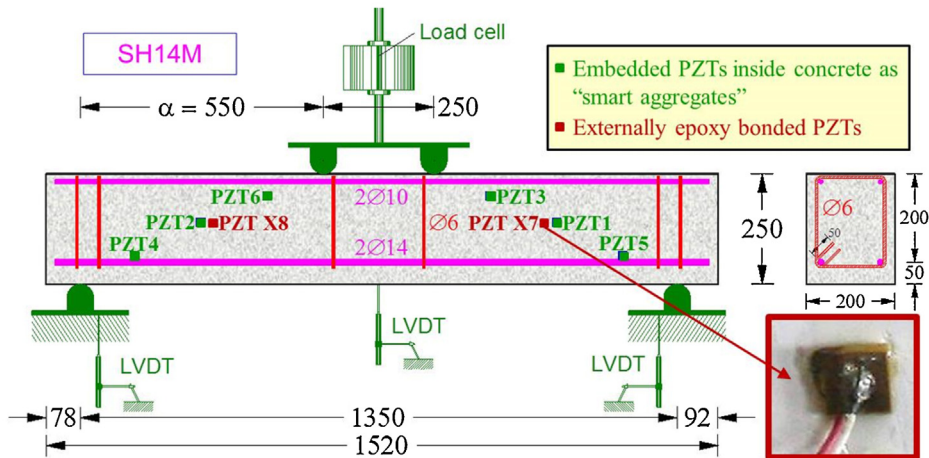 SH14M
Load cell
Embedded PZTs inside concrete as
“smart aggregates”
Externally epoxy bonded PZTs
α = 550
250
PZT6
2∅10
PZT3
PZT2
PZT X8
∅6
PZT X7
PZT1
PZT4
2∅14
PZT5
250
∅6
50
200
50
200
LVDT
LVDT
LVDT
78
1350
92
1520